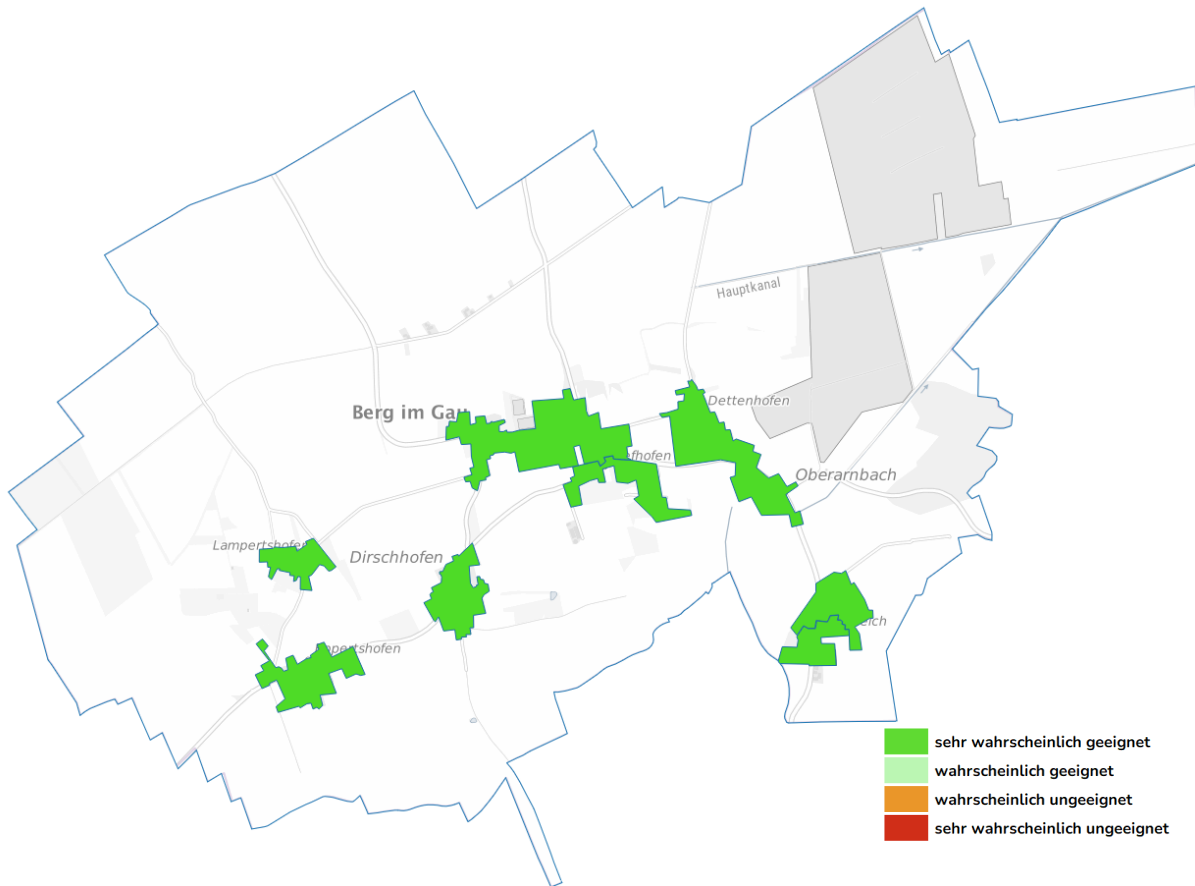 Hauptkanal
Dettenhofen
Berg im Gau
Oberarnbach
Lampertshofen
Dirschhofen
sehr wahrscheinlich geeignet
wahrscheinlich geeignet
wahrscheinlich ungeeignet
sehr wahrscheinlich ungeeignet